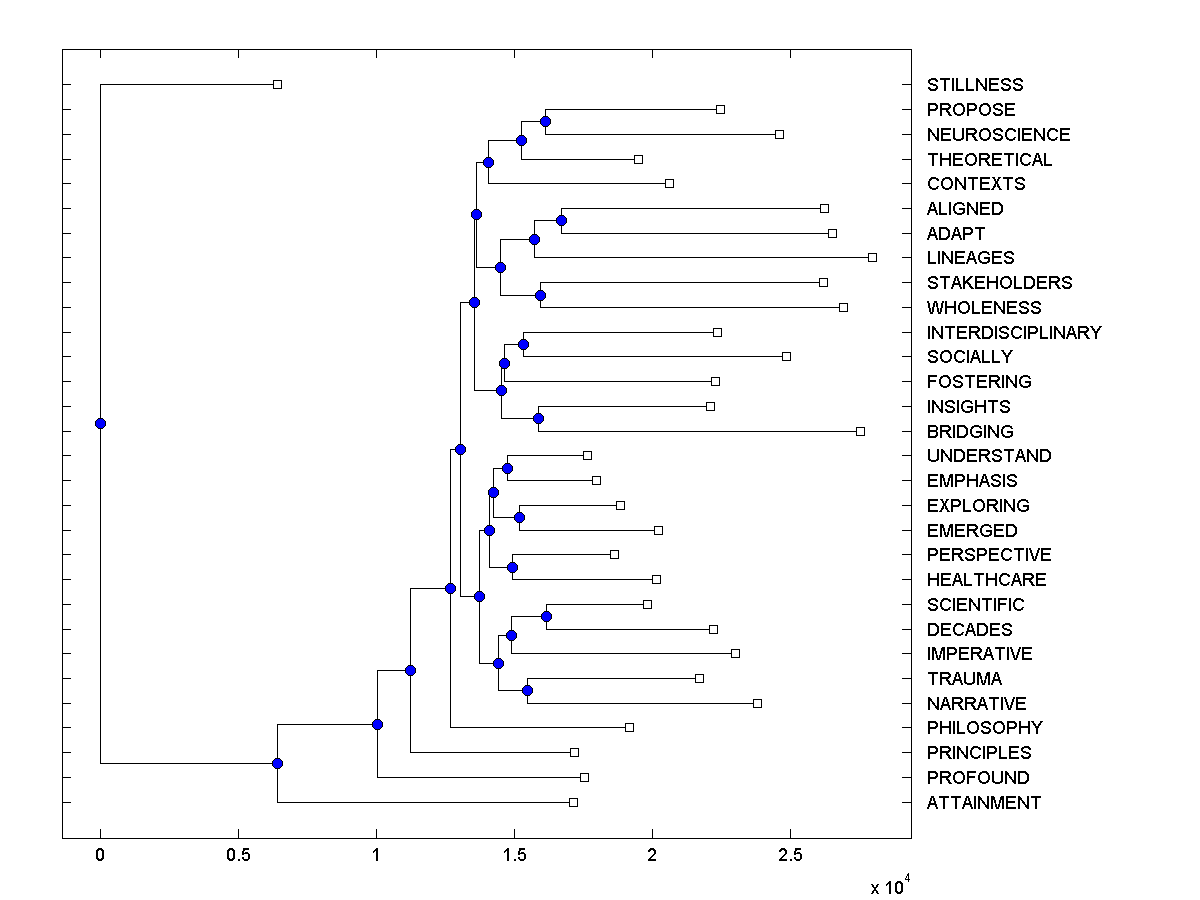 STILLNESS
PROPOSE
NEUROSCIENCE
THEORETICAL
CONTEXTS
ALIGNED
ADAPT
LINEAGES
STAKEHOLDERS
WHOLENESS
INTERDISCIPLINARY
SOCIALLY
FOSTERING
INSIGHTS
BRIDGING
UNDERSTAND
EMPHASIS
EXPLORING
EMERGED
PERSPECTIVE
HEALTHCARE
SCIENTIFIC
DECADES
IMPERATIVE
TRAUMA
NARRATIVE
PHILOSOPHY
PRINCIPLES
PROFOUND
ATTAINMENT
0 0.5 1 1.5 2 2.5
x 10^4